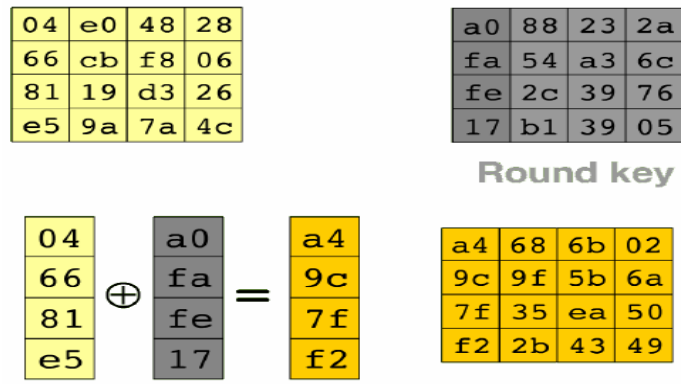 04 e0 48 28
66 cb f8 06
81 19 d3 26
e5 9a 7a 4c
a0 88 23 2a
fa 54 a3 6c
fe 2c 39 76
17 b1 39 05
Round key
04 a0 a4
66 fa 9c
81 ⊕ fe = 7f
e5 17 f2
a4 68 6b 02
9c 9f 5b 6a
7f 35 ea 50
f2 2b 43 49